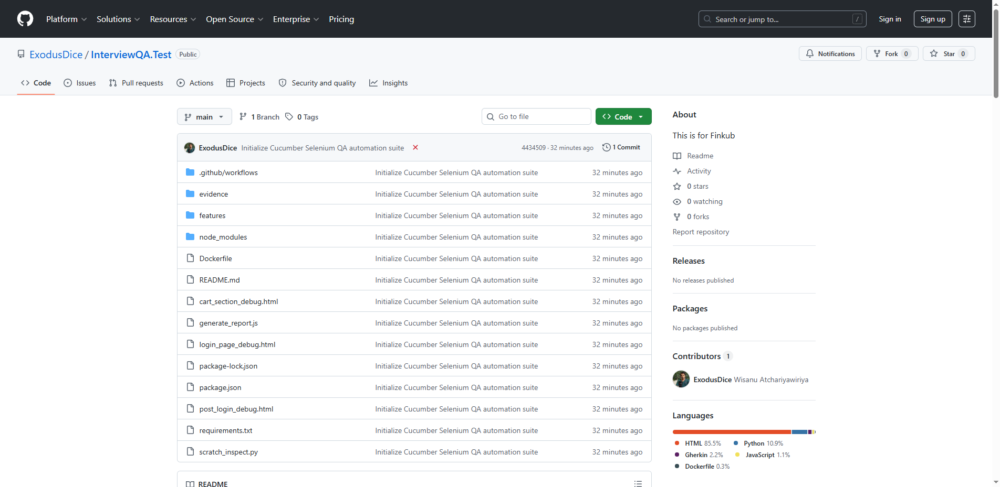 Platform Solutions Resources Open Source Enterprise Pricing Search or jump to... / Sign in Sign up
ExodusDice / InterviewQA.Test Public Notifications Fork 0 Star 0
Code Issues Pull requests Actions Projects Security and quality Insights
main 1 Branch 0 Tags Go to file Code
ExodusDice Initialize Cucumber Selenium QA automation suite 4434509 · 32 minutes ago 1 Commit
.github/workflows Initialize Cucumber Selenium QA automation suite 32 minutes ago
evidence Initialize Cucumber Selenium QA automation suite 32 minutes ago
features Initialize Cucumber Selenium QA automation suite 32 minutes ago
node_modules Initialize Cucumber Selenium QA automation suite 32 minutes ago
Dockerfile Initialize Cucumber Selenium QA automation suite 32 minutes ago
README.md Initialize Cucumber Selenium QA automation suite 32 minutes ago
cart_section_debug.html Initialize Cucumber Selenium QA automation suite 32 minutes ago
generate_report.js Initialize Cucumber Selenium QA automation suite 32 minutes ago
login_page_debug.html Initialize Cucumber Selenium QA automation suite 32 minutes ago
package-lock.json Initialize Cucumber Selenium QA automation suite 32 minutes ago
package.json Initialize Cucumber Selenium QA automation suite 32 minutes ago
post_login_debug.html Initialize Cucumber Selenium QA automation suite 32 minutes ago
requirements.txt Initialize Cucumber Selenium QA automation suite 32 minutes ago
scratch_inspect.py Initialize Cucumber Selenium QA automation suite 32 minutes ago
README
About
This is for Finkub
Readme
Activity
0 stars
0 watching
0 forks
Report repository
Releases
No releases published
Packages
No packages published
Contributors 1
ExodusDice Wisanu Atchariyawiriya
Languages
HTML 85.5% Python 10.9%
Gherkin 2.2% JavaScript 1.1%
Dockerfile 0.3%